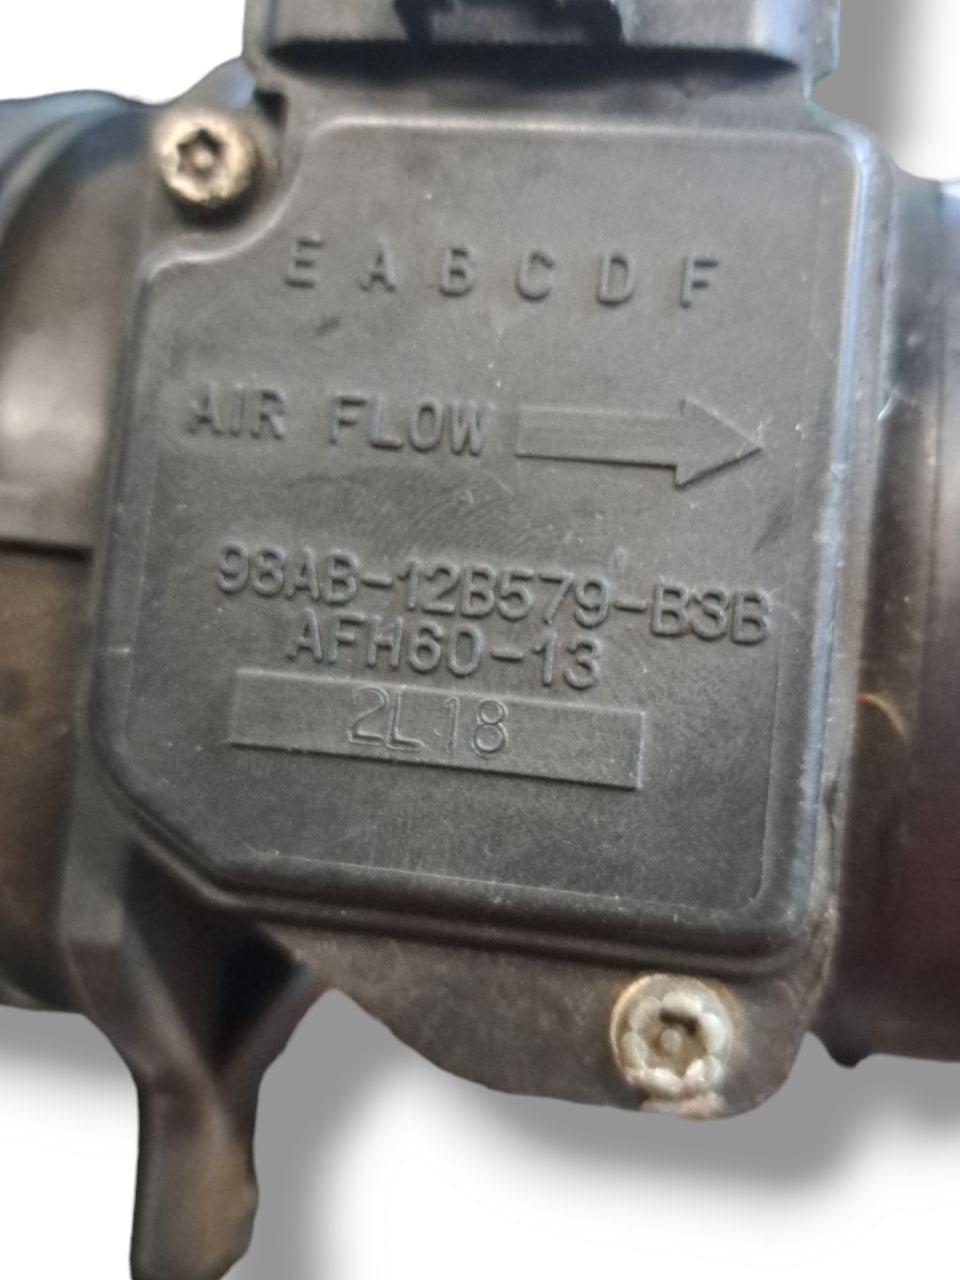 E A B C D F
AIR FLOW
98AB-12B579-B3B
AFH60-13
2L18